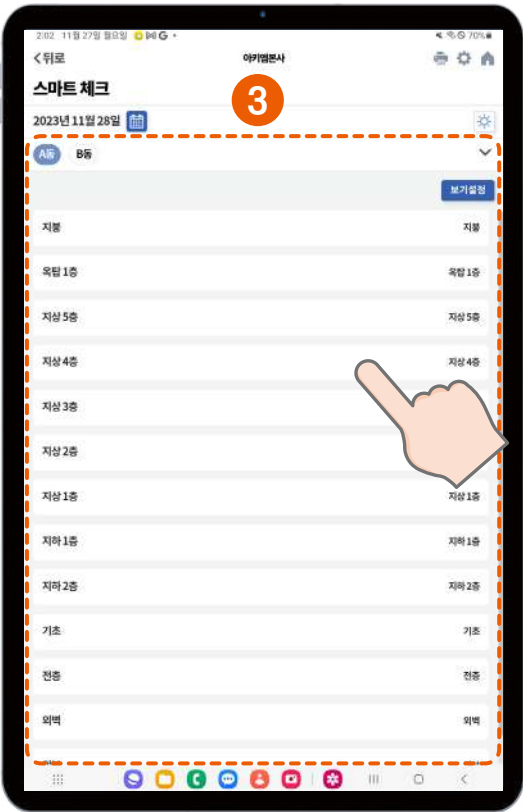 2:02 11월 27일 월요일 G •
70%
뒤로
아키엠본사
스마트 체크
3
2023년 11월 28일
A동 B동
보기설정
지붕 지붕
옥탑 1층 옥탑 1층
지상 5층 지상 5층
지상 4층 지상 4층
지상 3층
지상 2층
지상 1층 지상 1층
지하 1층 지하 1층
지하 2층 지하 2층
기초 기초
전층 전층
외벽 외벽